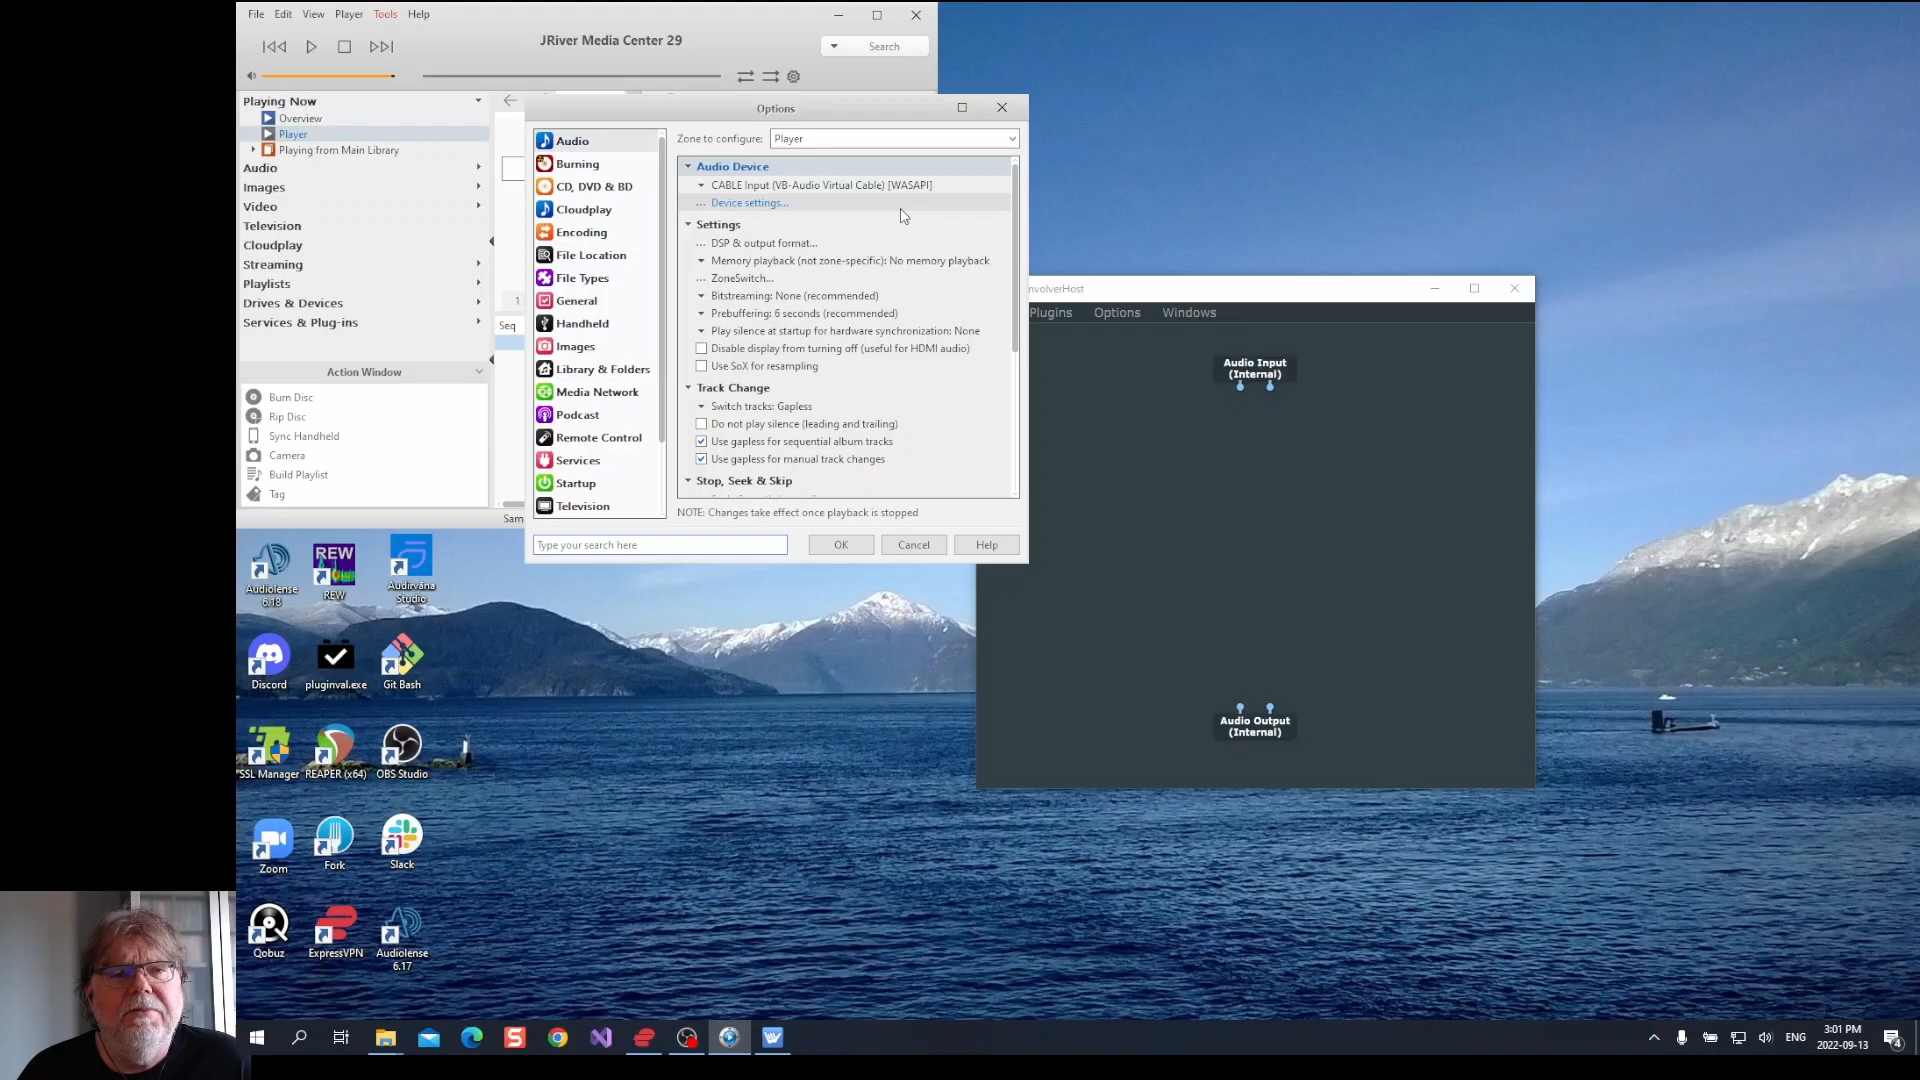 File Edit View Player Tools Help
JRiver Media Center 29
Search
Playing Now
Overview
Player
Playing from Main Library
Audio
Images
Video
Television
Cloudplay
Streaming
Playlists
Drives & Devices
Services & Plug-ins
1
Seq
Action Window
Burn Disc
Rip Disc
Sync Handheld
Camera
Build Playlist
Tag
Sam
Options
Audio
Burning
CD, DVD & BD
Cloudplay
Encoding
File Location
File Types
General
Handheld
Images
Library & Folders
Media Network
Podcast
Remote Control
Services
Startup
Television
Zone to configure: Player
Audio Device
CABLE Input (VB-Audio Virtual Cable) [WASAPI]
... Device settings...
Settings
... DSP & output format...
Memory playback (not zone-specific): No memory playback
... ZoneSwitch...
Bitstreaming: None (recommended)
Prebuffering: 6 seconds (recommended)
Play silence at startup for hardware synchronization: None
Disable display from turning off (useful for HDMI audio)
Use SoX for resampling
Track Change
Switch tracks: Gapless
Do not play silence (leading and trailing)
Use gapless for sequential album tracks
Use gapless for manual track changes
Stop, Seek & Skip
NOTE: Changes take effect once playback is stopped
Type your search here
OK Cancel Help
nvolverHost
Plugins Options Windows
Audio Input
(Internal)
Audio Output
(Internal)
Audiolense
6.18
REW
REW
Audirvāna
Studio
Discord
pluginval.exe
Git Bash
SSL Manager
REAPER (x64)
OBS Studio
Zoom
Fork
Slack
Qobuz
ExpressVPN
Audiolense
6.17
ENG
3:01 PM
2022-09-13
4